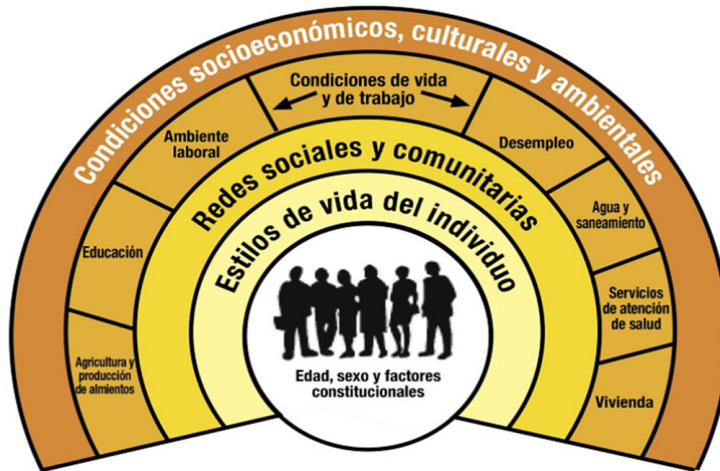 Condiciones socioeconómicos, culturales y ambientales
Condiciones de vida
y de trabajo
Ambiente
laboral
Desempleo
Educación
Agua y
saneamiento
Agricultura y
producción
de almientos
Servicios
de atención
de salud
Vivienda
Redes sociales y comunitarias
Estilos de vida del individuo
Edad, sexo y factores
constitucionales